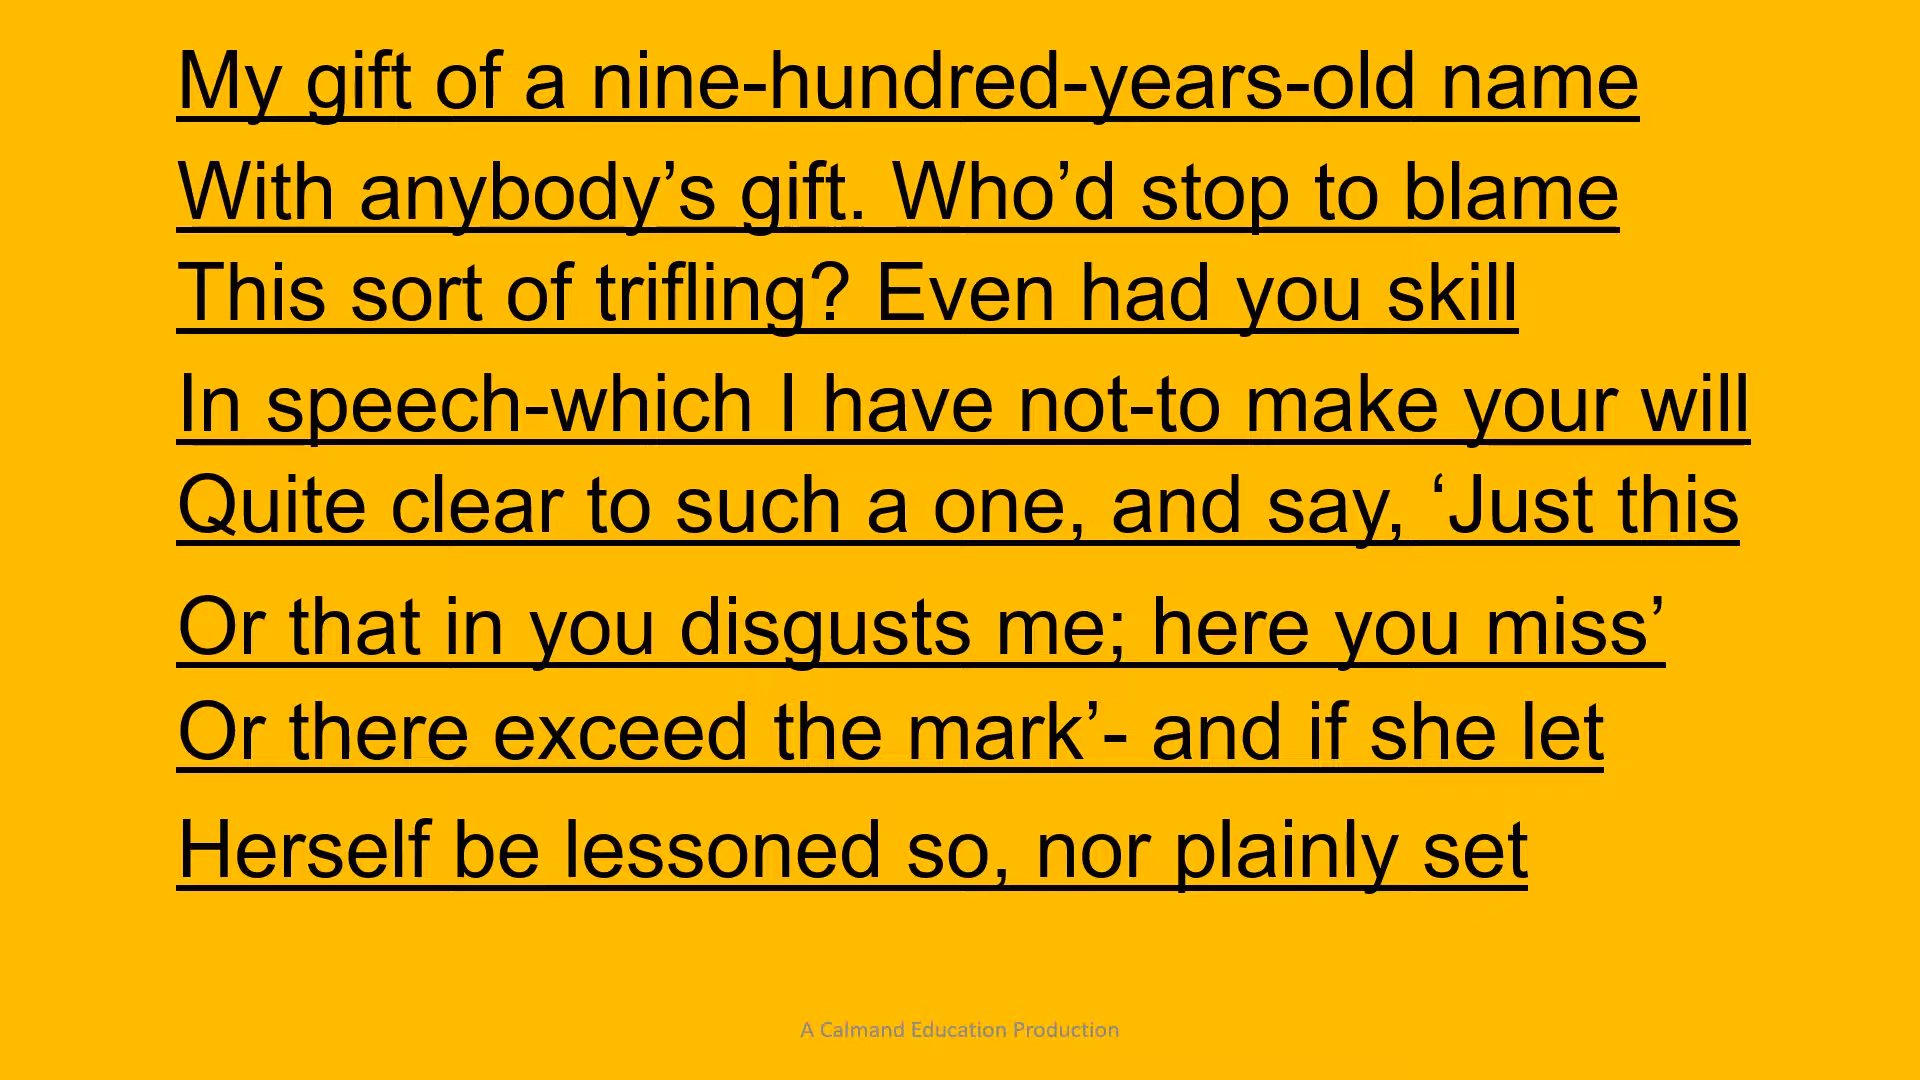 My gift of a nine-hundred-years-old name
With anybody’s gift. Who’d stop to blame
This sort of trifling? Even had you skill
In speech-which I have not-to make your will
Quite clear to such a one, and say, ‘Just this
Or that in you disgusts me; here you miss’
Or there exceed the mark’- and if she let
Herself be lessoned so, nor plainly set
A Calmand Education Production